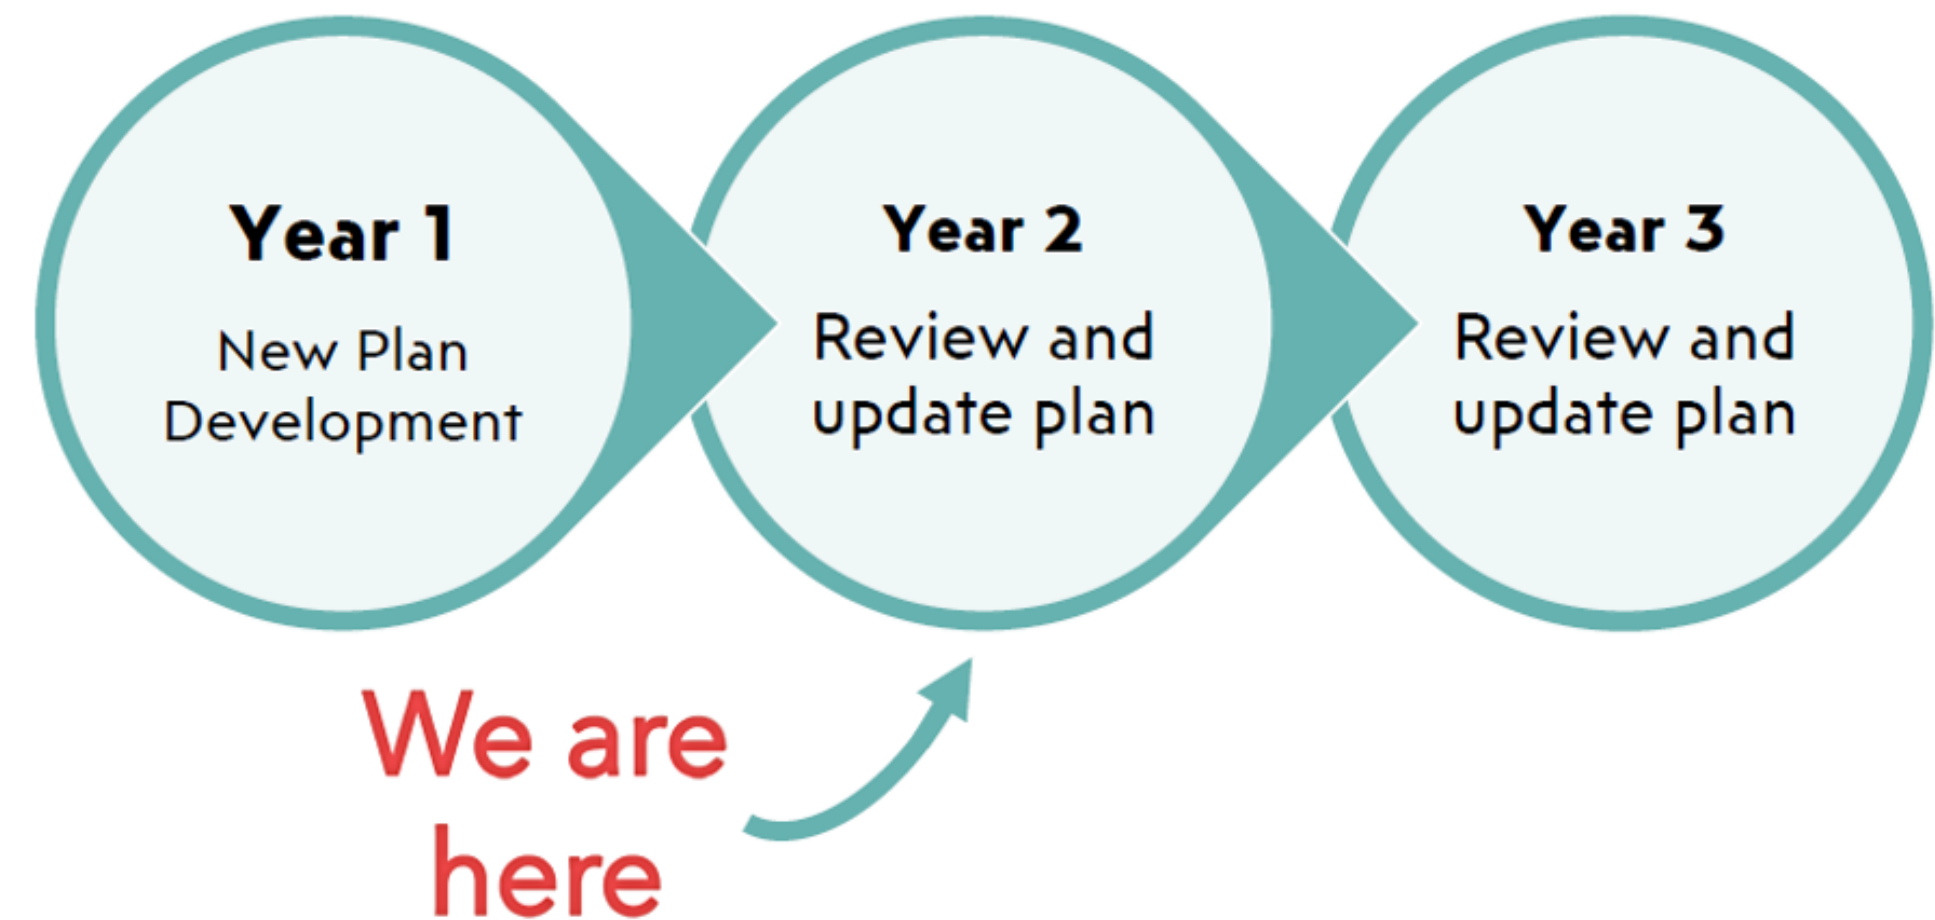 Year 1
New Plan
Development
Year 2
Review and
update plan
Year 3
Review and
update plan
We are
here